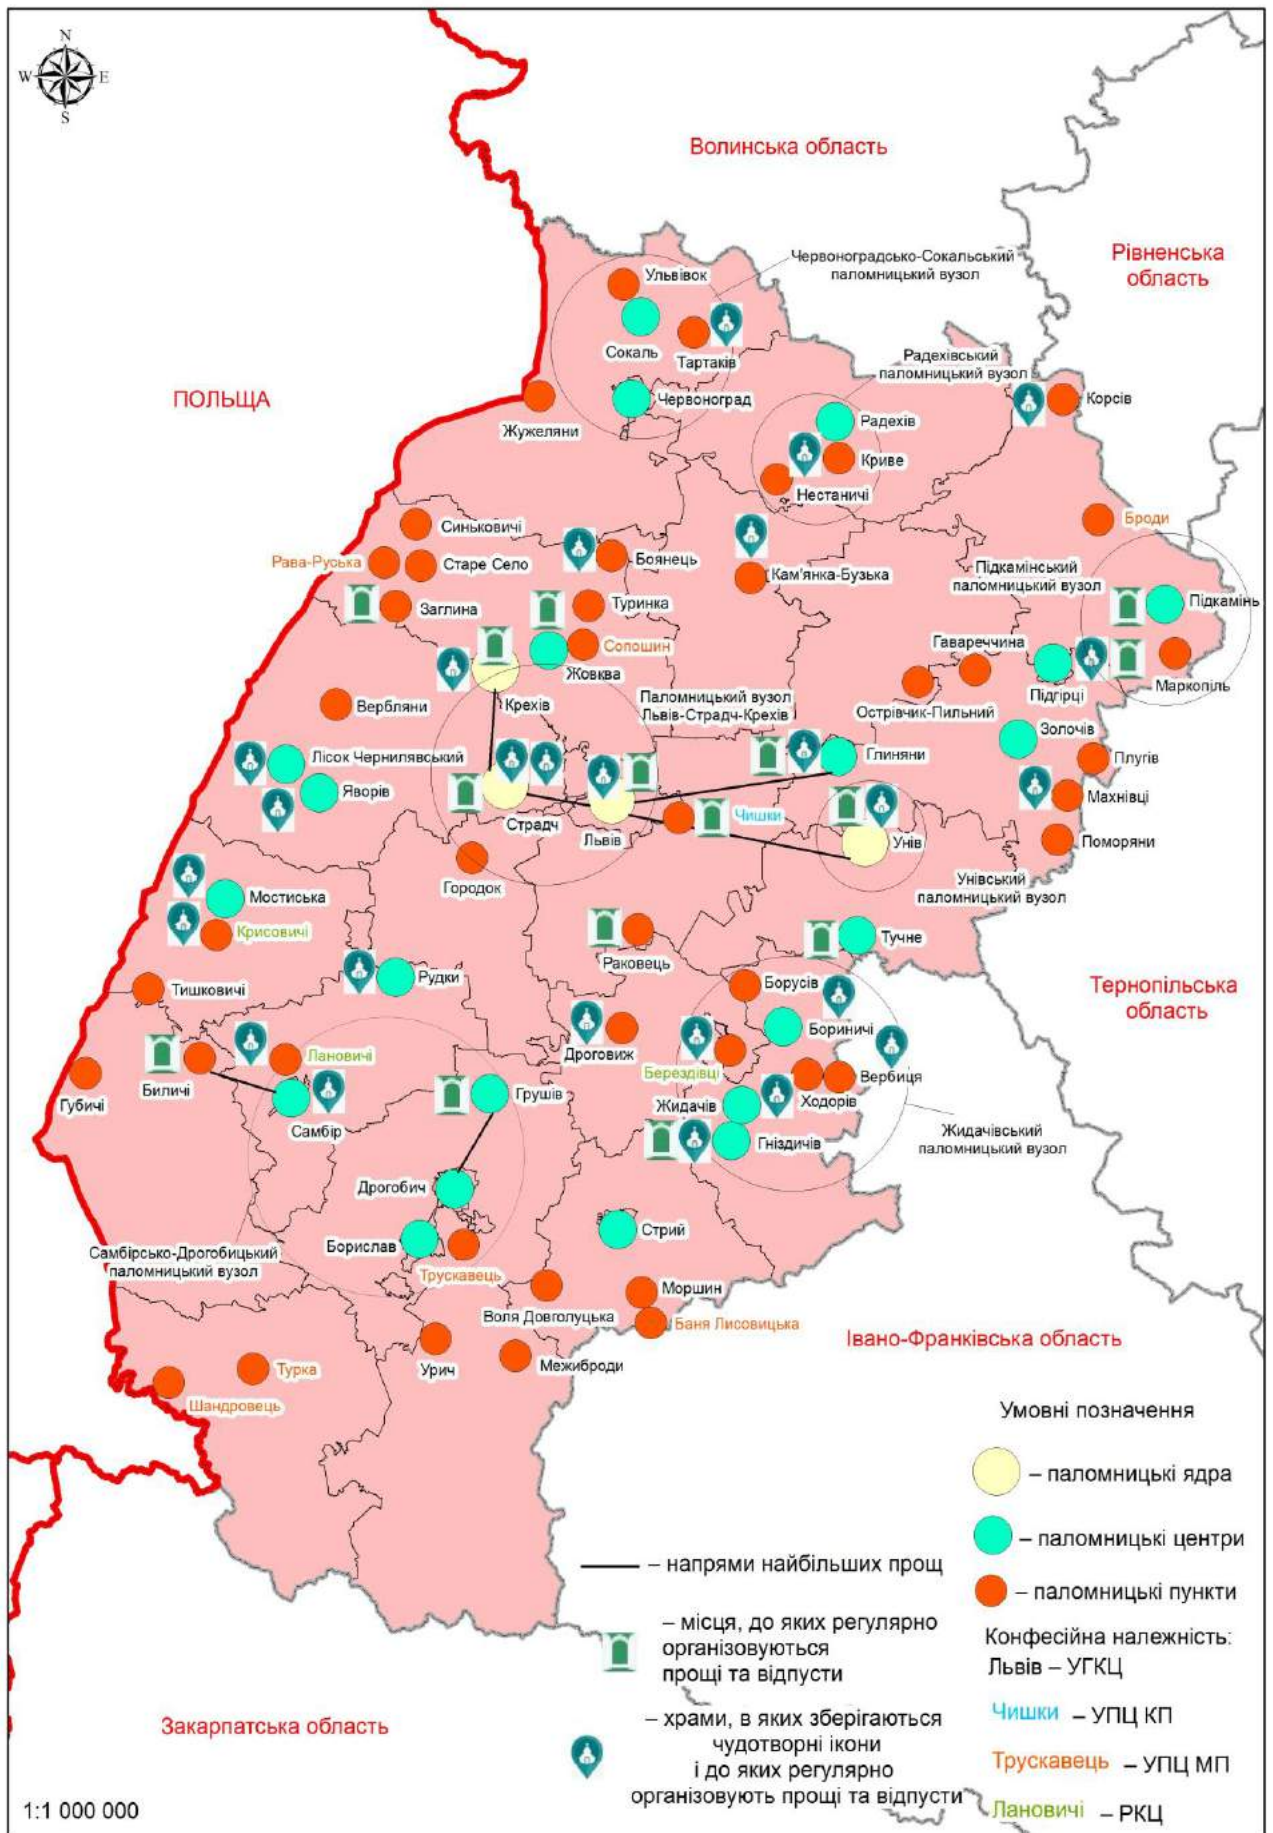 N
W
E
S
Волинська область
Рівненська
область
Червоноградсько-Сокальський
паломницький вузол
Ульвівок
Сокаль
Тартаків
Радехівський
паломницький вузол
ПОЛЬЩА
Червоноград
Корсів
Жужеляни
Радехів
Криве
Нестаничі
Синьковичі
Броди
Рава-Руська
Старе Село
Боянець
Кам'янка-Бузька
Підкамінський
паломницький вузол
Заглина
Туринка
Підкамінь
Сопошин
Гавареччина
Жовква
Маркопіль
Підгірці
Крехів
Вербляни
Паломницький вузол
Львів-Страдч-Крехів
Острівчик-Пильний
Золочів
Лісок Чернилявський
Глиняни
Плугів
Яворів
Махнівці
Чишки
Страдч
Львів
Унів
Поморяни
Городок
Унівський
паломницький вузол
Мостиська
Крисовичі
Тучне
Раковець
Рудки
Тишковичі
Борусів
Тернопільська
область
Бориничі
Дроговиж
Лановичі
Берездівці
Вербиця
Биличі
Губичі
Грушів
Жидачів
Ходорів
Самбір
Гніздичів
Жидачівський
паломницький вузол
Дрогобич
Борислав
Стрий
Самбірсько-Дрогобицький
паломницький вузол
Трускавець
Моршин
Воля Довголуцька
Баня Лисовицька
Івано-Франківська область
Урич
Межиброди
Турка
Шандровець
Умовні позначення
– паломницькі ядра
– паломницькі центри
– паломницькі пункти
– напрями найбільших прощ
– місця, до яких регулярно
організовуються
прощі та відпусти
Конфесійна належність:
Львів – УГКЦ
Чишки – УПЦ КП
Трускавець – УПЦ МП
Лановичі – РКЦ
– храми, в яких зберігаються
чудотворні ікони
і до яких регулярно
організовують прощі та відпусти
Закарпатська область
1:1 000 000